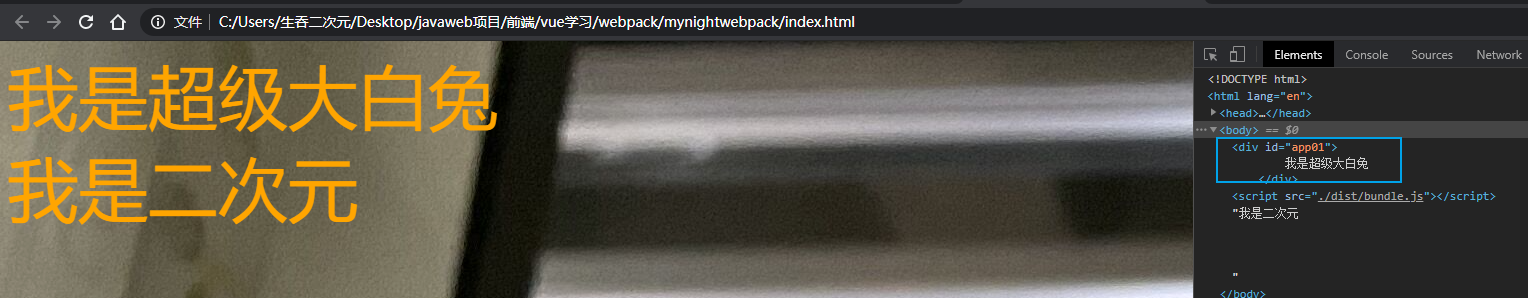 文件 C:/Users/生吞二次元/Desktop/javaweb项目/前端/vue学习/webpack/mynightwebpack/index.html
我是超级大白兔
我是二次元
Elements Console Sources Network
<!DOCTYPE html>
<html lang="en">
<head>…</head>
<body> == $0
<div id="app01">
我是超级大白兔
</div>
<script src="./dist/bundle.js"></script>
"我是二次元
"
</body>